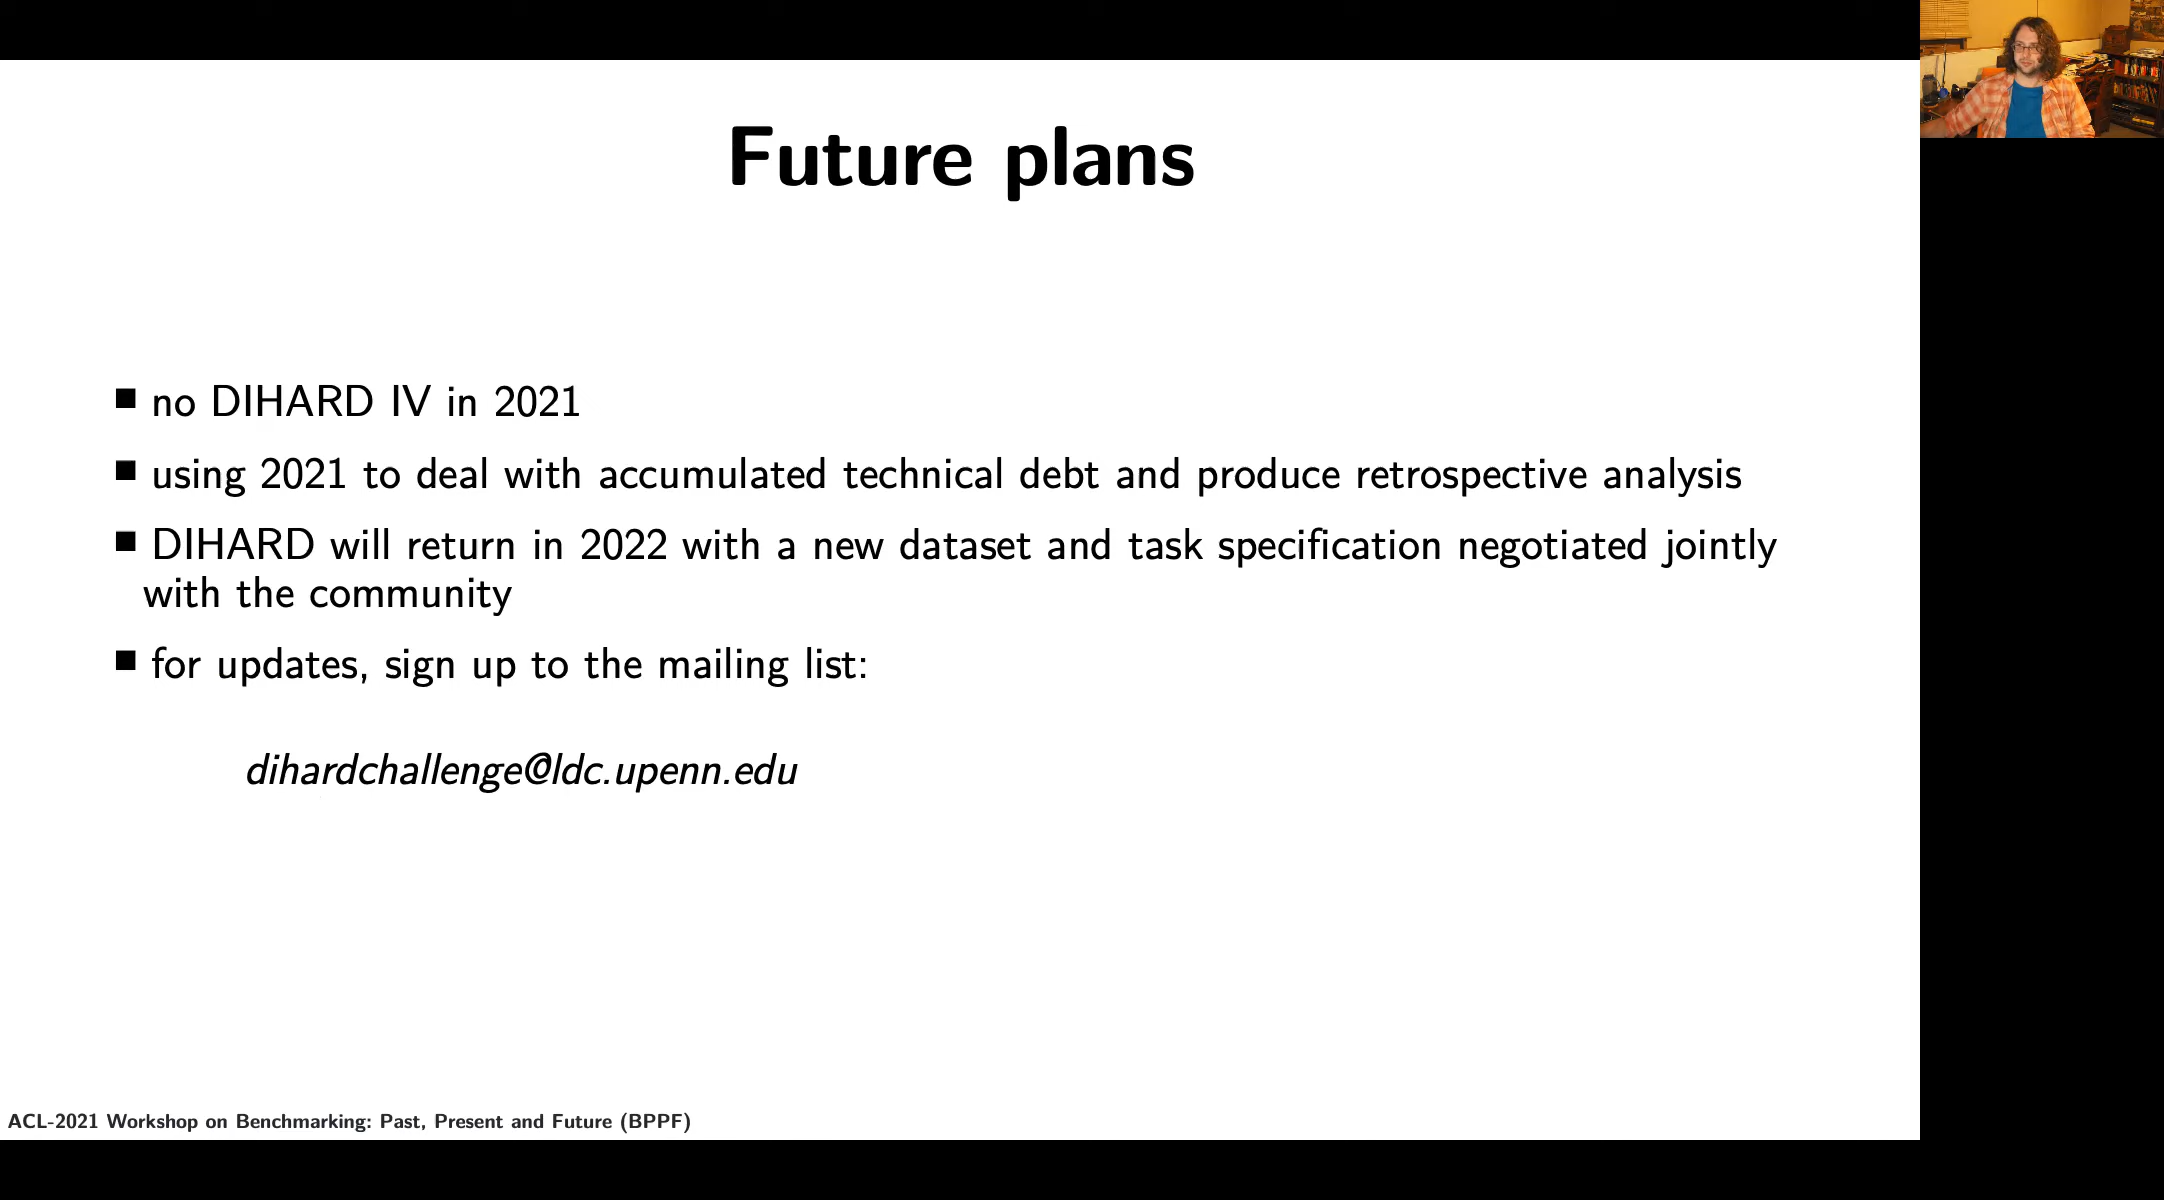 Future plans
no DIHARD IV in 2021
using 2021 to deal with accumulated technical debt and produce retrospective analysis
DIHARD will return in 2022 with a new dataset and task specification negotiated jointly
with the community
for updates, sign up to the mailing list:
dihardchallenge@ldc.upenn.edu
ACL-2021 Workshop on Benchmarking: Past, Present and Future (BPPF)